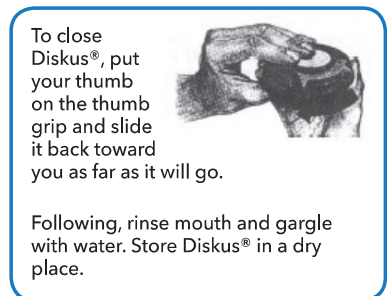 To close
Diskus®, put
your thumb
on the thumb
grip and slide
it back toward
you as far as it will go.
Following, rinse mouth and gargle
with water. Store Diskus® in a dry
place.